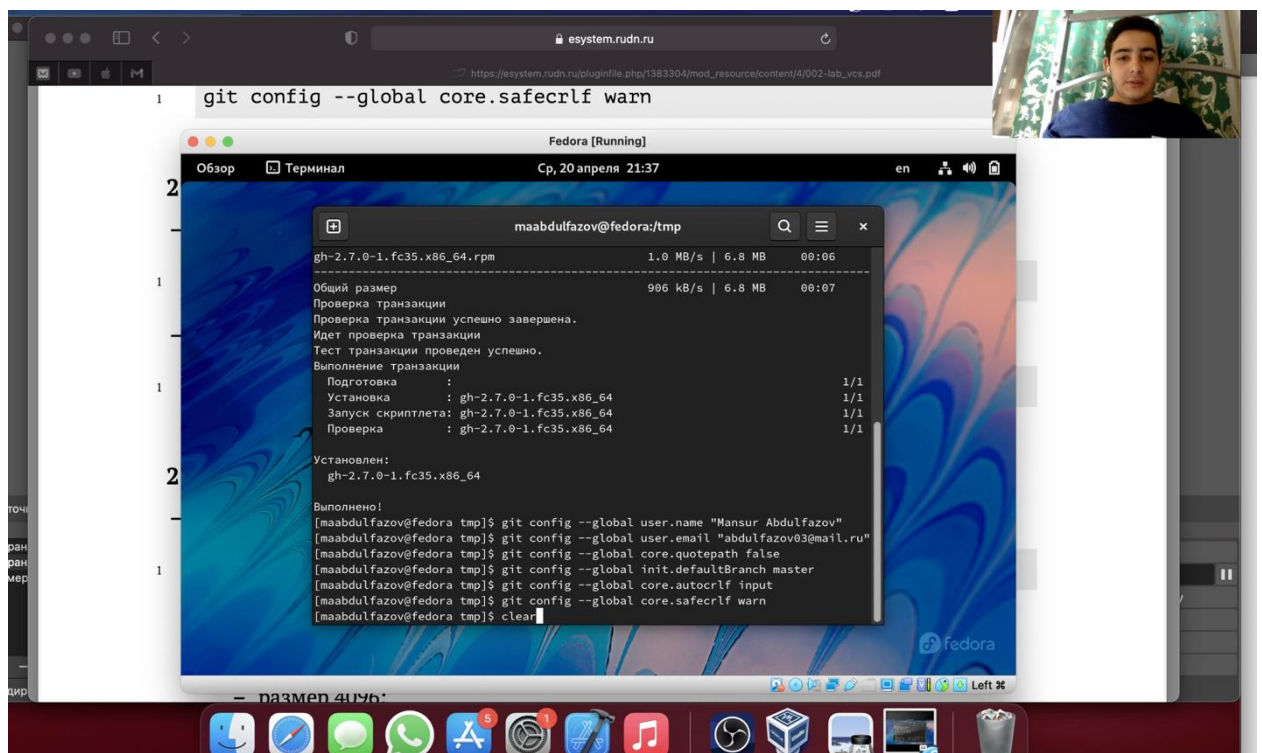 esystem.rudn.ru
https://esystem.rudn.ru/pluginfile.php/1383304/mod_resource/content/4/002-lab_vcs.pdf
1 git config --global core.safecrlf warn
Fedora [Running]
Обзор Терминал Ср, 20 апреля 21:37 en
maabdulfazov@fedora:/tmp
gh-2.7.0-1.fc35.x86_64.rpm 1.0 MB/s | 6.8 MB 00:06
--------------------------------------------------------------------------------
Общий размер 906 kB/s | 6.8 MB 00:07
Проверка транзакции
Проверка транзакции успешно завершена.
Идет проверка транзакции
Тест транзакции проведен успешно.
Выполнение транзакции
Подготовка : 1/1
Установка : gh-2.7.0-1.fc35.x86_64 1/1
Запуск скриптлета: gh-2.7.0-1.fc35.x86_64 1/1
Проверка : gh-2.7.0-1.fc35.x86_64 1/1
Установлен:
gh-2.7.0-1.fc35.x86_64
Выполнено!
[maabdulfazov@fedora tmp]$ git config --global user.name "Mansur Abdulfazov"
[maabdulfazov@fedora tmp]$ git config --global user.email "abdulfazov03@mail.ru"
[maabdulfazov@fedora tmp]$ git config --global core.quotepath false
[maabdulfazov@fedora tmp]$ git config --global init.defaultBranch master
[maabdulfazov@fedora tmp]$ git config --global core.autocrlf input
[maabdulfazov@fedora tmp]$ git config --global core.safecrlf warn
[maabdulfazov@fedora tmp]$ clear
fedora
Left ⌘
2
1
1
2
1
– размер 4096:
5
1